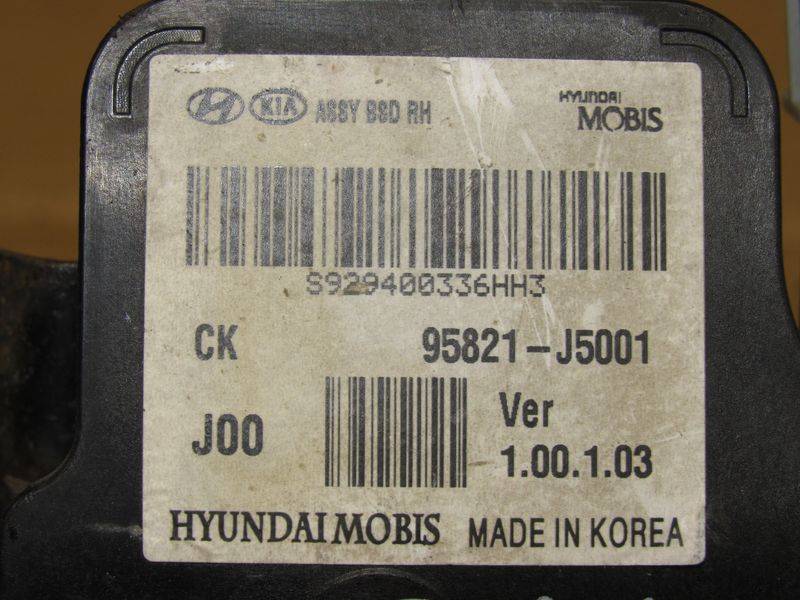 HYUNDAI
KIA ASSY BSD RH MOBIS
S929400336HH3
CK 95821-J5001
J00 Ver
1.00.1.03
HYUNDAI MOBIS MADE IN KOREA